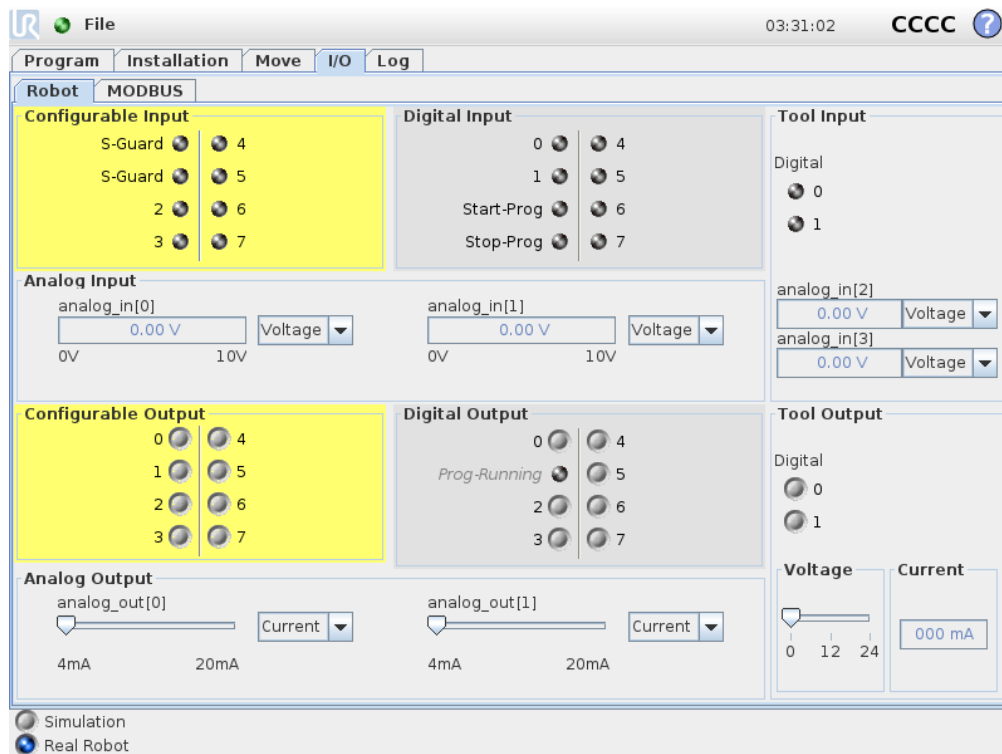 UR File 03:31:02 CCCC ?
Program Installation Move I/O Log
Robot MODBUS
Configurable Input
S-Guard 4
S-Guard 5
2 6
3 7
Digital Input
0 4
1 5
Start-Prog 6
Stop-Prog 7
Tool Input
Digital
0
1
Analog Input
analog_in[0]
0.00 V Voltage
0V 10V
analog_in[1]
0.00 V Voltage
0V 10V
analog_in[2]
0.00 V Voltage
analog_in[3]
0.00 V Voltage
Configurable Output
0 4
1 5
2 6
3 7
Digital Output
0 4
Prog-Running 5
2 6
3 7
Tool Output
Digital
0
1
Analog Output
analog_out[0]
Current
4mA 20mA
analog_out[1]
Current
4mA 20mA
Voltage
0 12 24
Current
000 mA
Simulation
Real Robot